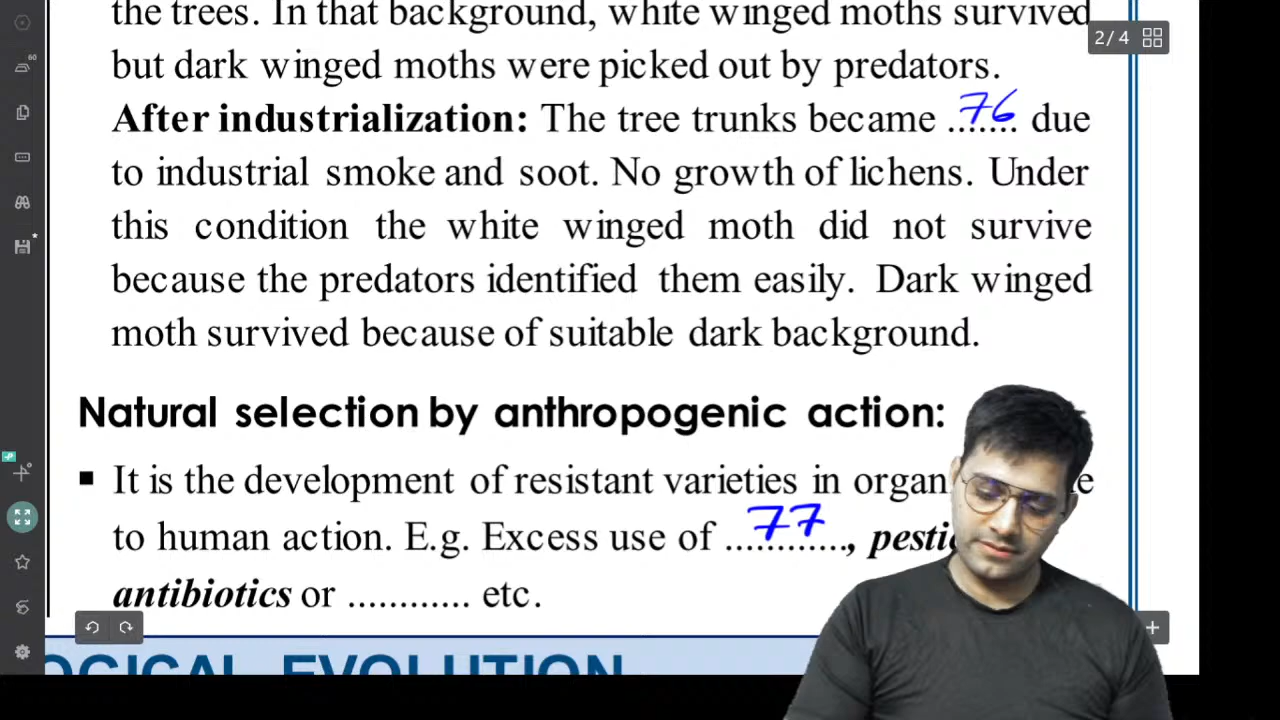 the trees. In that background, white winged moths survived
2/4
but dark winged moths were picked out by predators.
After industrialization: The tree trunks became ....... due
76
to industrial smoke and soot. No growth of lichens. Under
this condition the white winged moth did not survive
because the predators identified them easily. Dark winged
moth survived because of suitable dark background.
Natural selection by anthropogenic action:
▪ It is the development of resistant varieties in
to human action. E.g. Excess use of ............,
77
antibiotics or ............ etc.
EVOLUTION
60